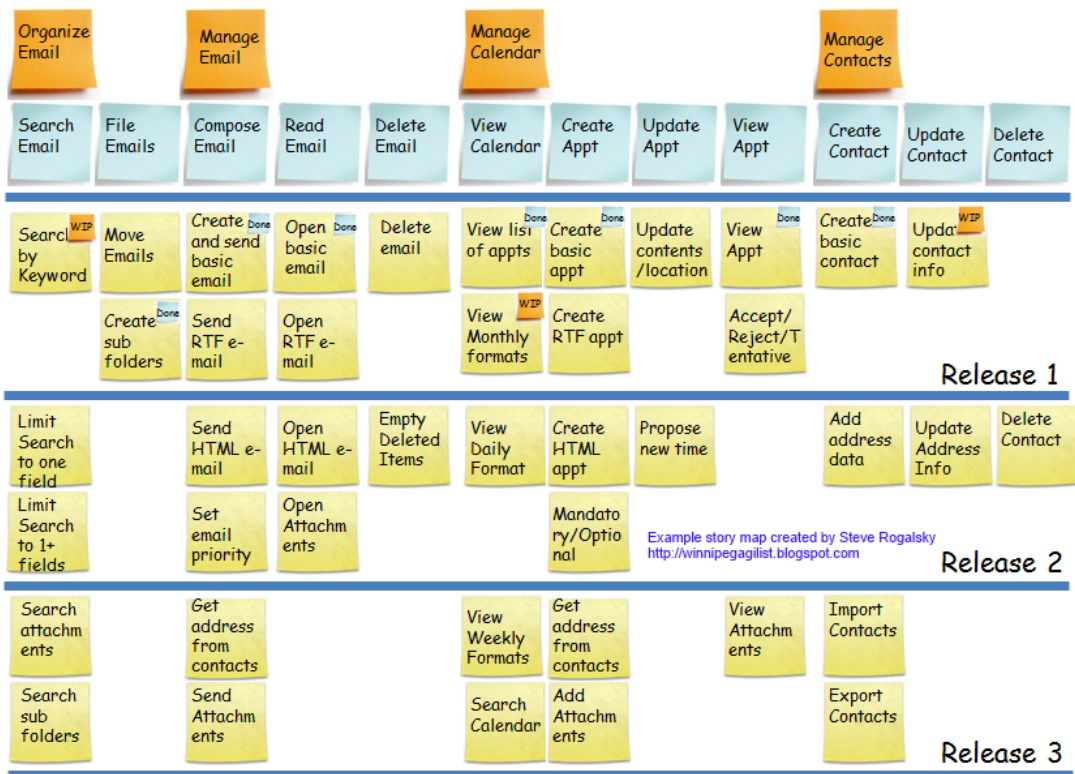 Organize
Email
Manage
Email
Manage
Calendar
Manage
Contacts
Search
Email
File
Emails
Compose
Email
Read
Email
Delete
Email
View
Calendar
Create
Appt
Update
Appt
View
Appt
Create
Contact
Update
Contact
Delete
Contact
Search
WIP
by
Keyword
Move
Emails
Create
Done
and send
basic
email
Open
Done
basic
email
Delete
email
View list
Done
of appts
Create
Done
basic
appt
Update
contents
/location
View
Done
Appt
Create
Done
basic
contact
Updat
WIP
contact
info
Create
Done
sub
folders
Send
RTF e-
mail
Open
RTF e-
mail
View
WIP
Monthly
formats
Create
RTF appt
Accept/
Reject/T
entative
Release 1
Limit
Search
to one
field
Send
HTML e-
mail
Open
HTML e-
mail
Empty
Deleted
Items
View
Daily
Format
Create
HTML
appt
Propose
new time
Add
address
data
Update
Address
Info
Delete
Contact
Limit
Search
to 1+
fields
Set
email
priority
Open
Attachm
ents
Mandato
ry/Optio
nal
Example story map created by Steve Rogalsky
http://winnipegagilist.blogspot.com
Release 2
Search
attachm
ents
Get
address
from
contacts
View
Weekly
Formats
Get
address
from
contacts
View
Attachm
ents
Import
Contacts
Search
sub
folders
Send
Attachm
ents
Search
Calendar
Add
Attachm
ents
Export
Contacts
Release 3